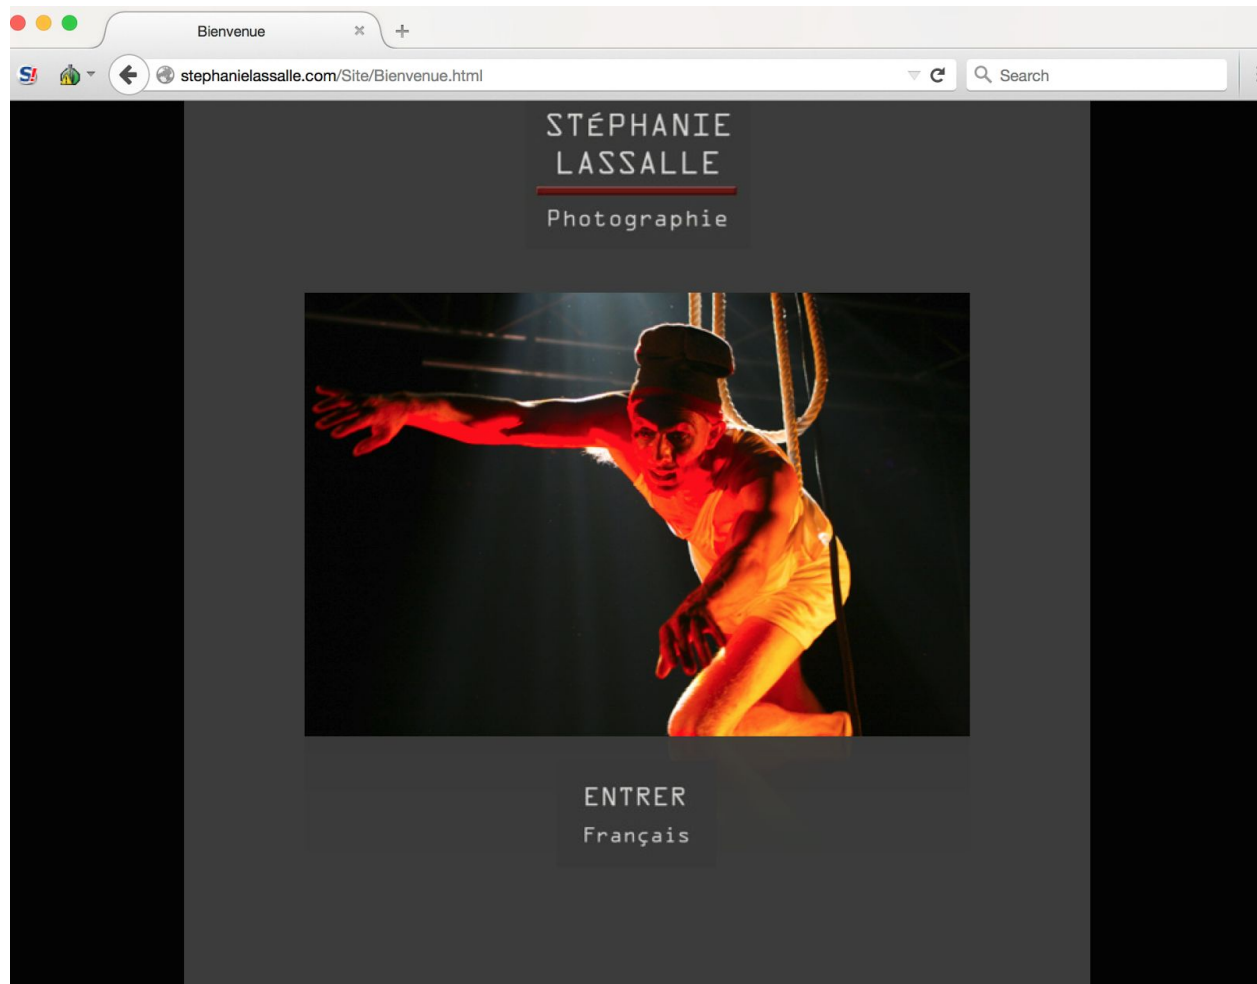 Bienvenue
S!
stephanielassalle.com/Site/Bienvenue.html
Search
STÉPHANIE
LASSALLE
Photographie
ENTRER
Français